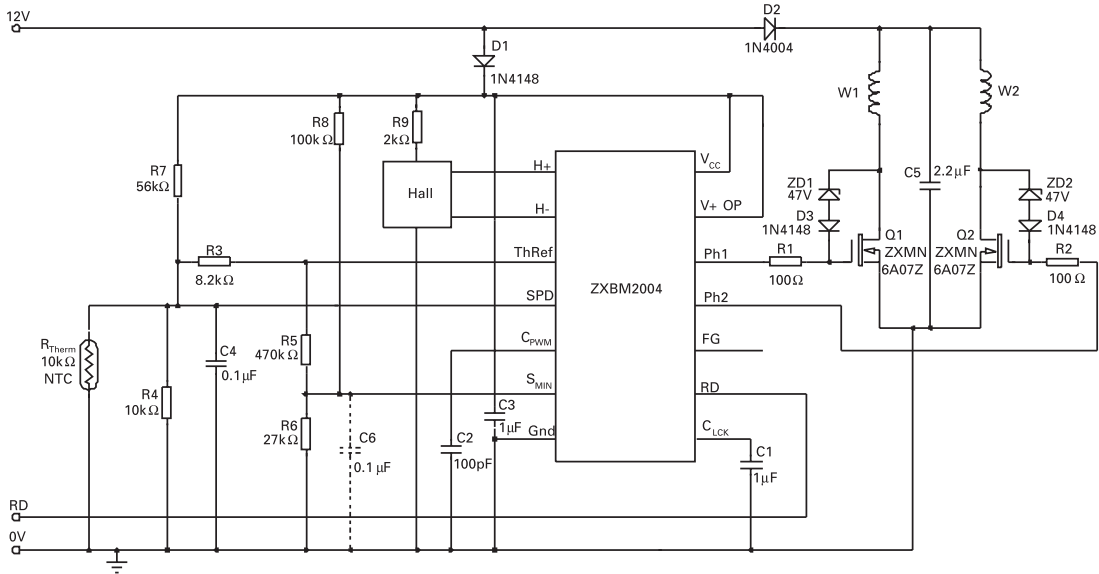 12V
D2
1N4004
D1
1N4148
W1
W2
R8
100kΩ
R9
2kΩ
R7
56kΩ
Hall
H+
H-
VCC
V+ OP
C5
2.2μF
ZD1
47V
D3
1N4148
ZD2
47V
D4
1N4148
Q1
ZXMN
6A07Z
Q2
ZXMN
6A07Z
R3
8.2kΩ
ThRef
Ph1
R1
100Ω
R2
100Ω
ZXBM2004
SPD
Ph2
RTherm
10kΩ
NTC
C4
0.1μF
R5
470kΩ
CPWM
FG
SMIN
RD
R4
10kΩ
R6
27kΩ
C6
0.1μF
C3
1μF
Gnd
C2
100pF
CLCK
C1
1μF
RD
0V